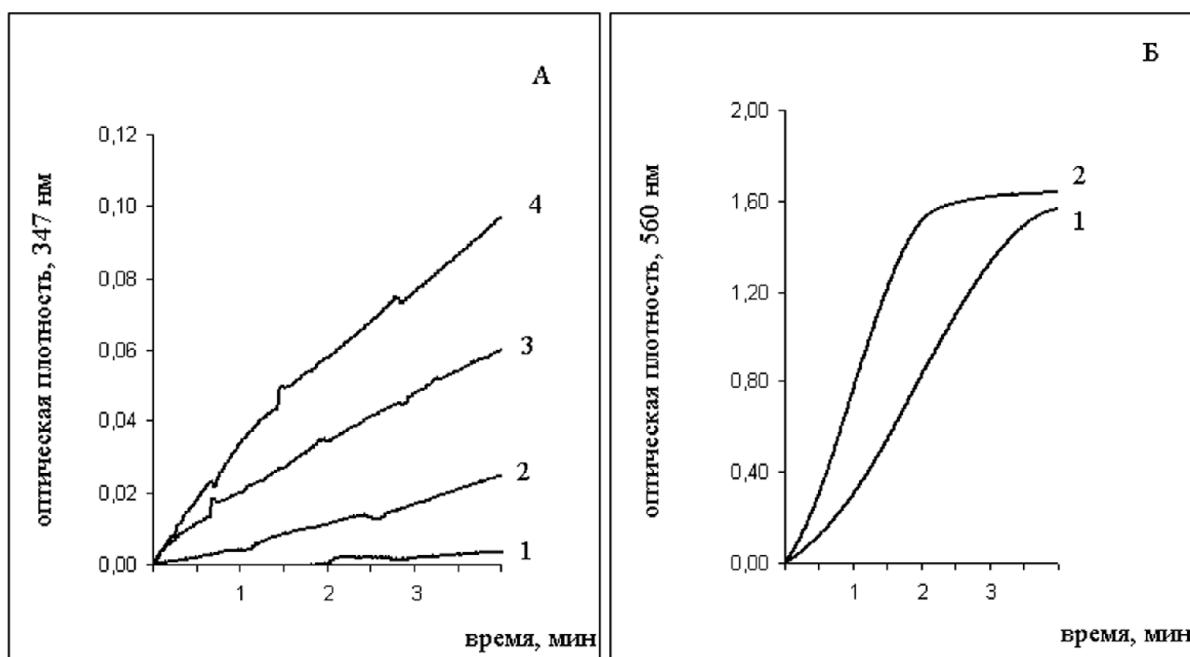 А
оптическая плотность, 347 нм
0,12
0,10
0,08
0,06
0,04
0,02
0,00
4
3
2
1
1 2 3
время, мин
Б
оптическая плотность, 560 нм
2,00
1,60
1,20
0,80
0,40
0,00
2
1
1 2 3
время, мин